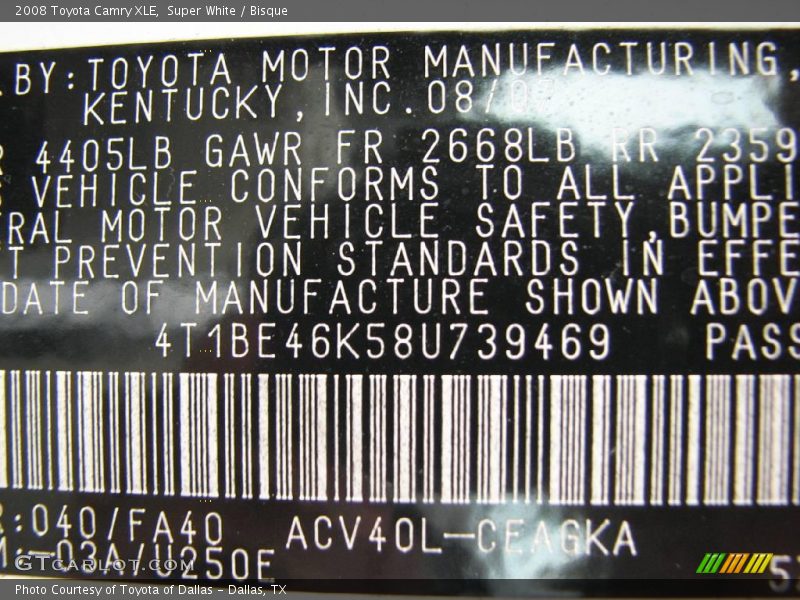 2008 Toyota Camry XLE, Super White / Bisque
BY:TOYOTA MOTOR MANUFACTURING,
KENTUCKY,INC.08/
4405LB GAWR FR 2668LB RR 2359
VEHICLE CONFORMS TO ALL APPLI
RAL MOTOR VEHICLE SAFETY,BUMPE
T PREVENTION STANDARDS IN EFFE
DATE OF MANUFACTURE SHOWN ABOV
4T1BE46K58U739469 PASS
R:040/FA40 ACV40L-CEAGKA
M:-03A/U250E
GTCARLOT.COM
Photo Courtesy of Toyota of Dallas – Dallas, TX